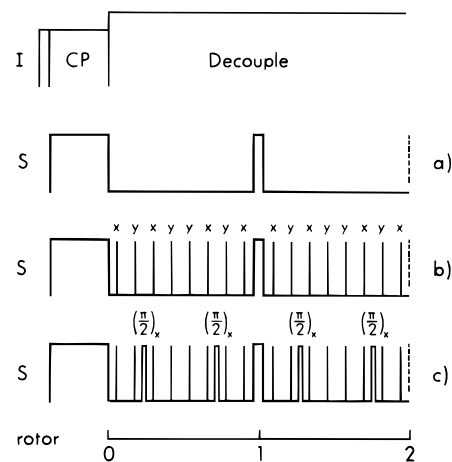 I CP Decouple
S a)
x y x y y x y x x y x y y x y x
S b)
(π/2)x (π/2)x (π/2)x (π/2)x
S c)
rotor
0 1 2